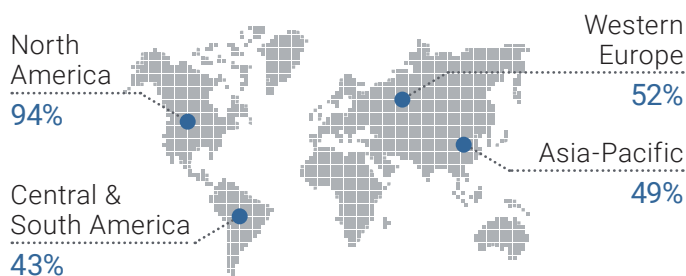 North
America
94%
Central &
South America
43%
Western
Europe
52%
Asia-Pacific
49%